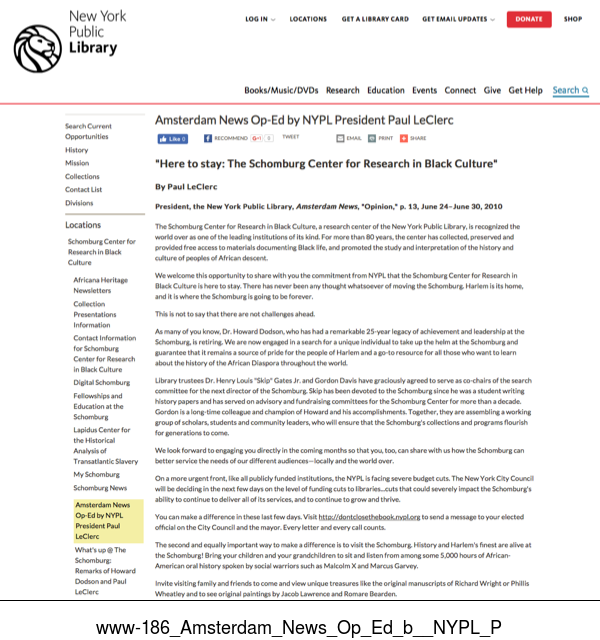 New York
Public
Library
LOG IN
LOCATIONS
GET A LIBRARY CARD
GET EMAIL UPDATES
DONATE
SHOP
Books/Music/DVDs Research Education Events Connect Give Get Help Search
Search Current
Opportunities
History
Mission
Collections
Contact List
Divisions
Locations
Schomburg Center for
Research in Black
Culture
Africana Heritage
Newsletters
Collection
Presentations
Information
Contact Information
for Schomburg
Center for Research
in Black Culture
Digital Schomburg
Fellowships and
Education at the
Schomburg
Lapidus Center for
the Historical
Analysis of
Transatlantic Slavery
My Schomburg
Schomburg News
Amsterdam News
Op-Ed by NYPL
President Paul
LeClerc
What's up @ The
Schomburg:
Remarks of Howard
Dodson and Paul
LeClerc
Amsterdam News Op-Ed by NYPL President Paul LeClerc
Like 0
RECOMMEND
G+1 0
TWEET
EMAIL
PRINT
SHARE
"Here to stay: The Schomburg Center for Research in Black Culture"
By Paul LeClerc
President, the New York Public Library, Amsterdam News, "Opinion," p. 13, June 24–June 30, 2010
The Schomburg Center for Research in Black Culture, a research center of the New York Public Library, is recognized the
world over as one of the leading institutions of its kind. For more than 80 years, the center has collected, preserved and
provided free access to materials documenting Black life, and promoted the study and interpretation of the history and
culture of peoples of African descent.
We welcome this opportunity to share with you the commitment from NYPL that the Schomburg Center for Research in
Black Culture is here to stay. There has never been any thought whatsoever of moving the Schomburg. Harlem is its home,
and it is where the Schomburg is going to be forever.
This is not to say that there are not challenges ahead.
As many of you know, Dr. Howard Dodson, who has had a remarkable 25-year legacy of achievement and leadership at the
Schomburg, is retiring. We are now engaged in a search for a unique individual to take up the helm at the Schomburg and
guarantee that it remains a source of pride for the people of Harlem and a go-to resource for all those who want to learn
about the history of the African Diaspora throughout the world.
Library trustees Dr. Henry Louis "Skip" Gates Jr. and Gordon Davis have graciously agreed to serve as co-chairs of the search
committee for the next director of the Schomburg. Skip has been devoted to the Schomburg since he was a student writing
history papers and has served on advisory and fundraising committees for the Schomburg Center for more than a decade.
Gordon is a long-time colleague and champion of Howard and his accomplishments. Together, they are assembling a working
group of scholars, students and community leaders, who will ensure that the Schomburg's collections and programs flourish
for generations to come.
We look forward to engaging you directly in the coming months so that you, too, can share with us how the Schomburg can
better service the needs of our different audiences—locally and the world over.
On a more urgent front, like all publicly funded institutions, the NYPL is facing severe budget cuts. The New York City Council
will be deciding in the next few days on the level of funding cuts to libraries...cuts that could severely impact the Schomburg's
ability to continue to deliver all of its services, and to continue to grow and thrive.
You can make a difference in these last few days. Visit http://dontclosethebook.nypl.org to send a message to your elected
official on the City Council and the mayor. Every letter and every call counts.
The second and equally important way to make a difference is to visit the Schomburg. History and Harlem's finest are alive at
the Schomburg! Bring your children and your grandchildren to sit and listen from among some 5,000 hours of African-
American oral history spoken by social warriors such as Malcolm X and Marcus Garvey.
Invite visiting family and friends to come and view unique treasures like the original manuscripts of Richard Wright or Phillis
Wheatley and to see original paintings by Jacob Lawrence and Romare Bearden.
www-186_Amsterdam_News_Op_Ed_b__NYPL_P